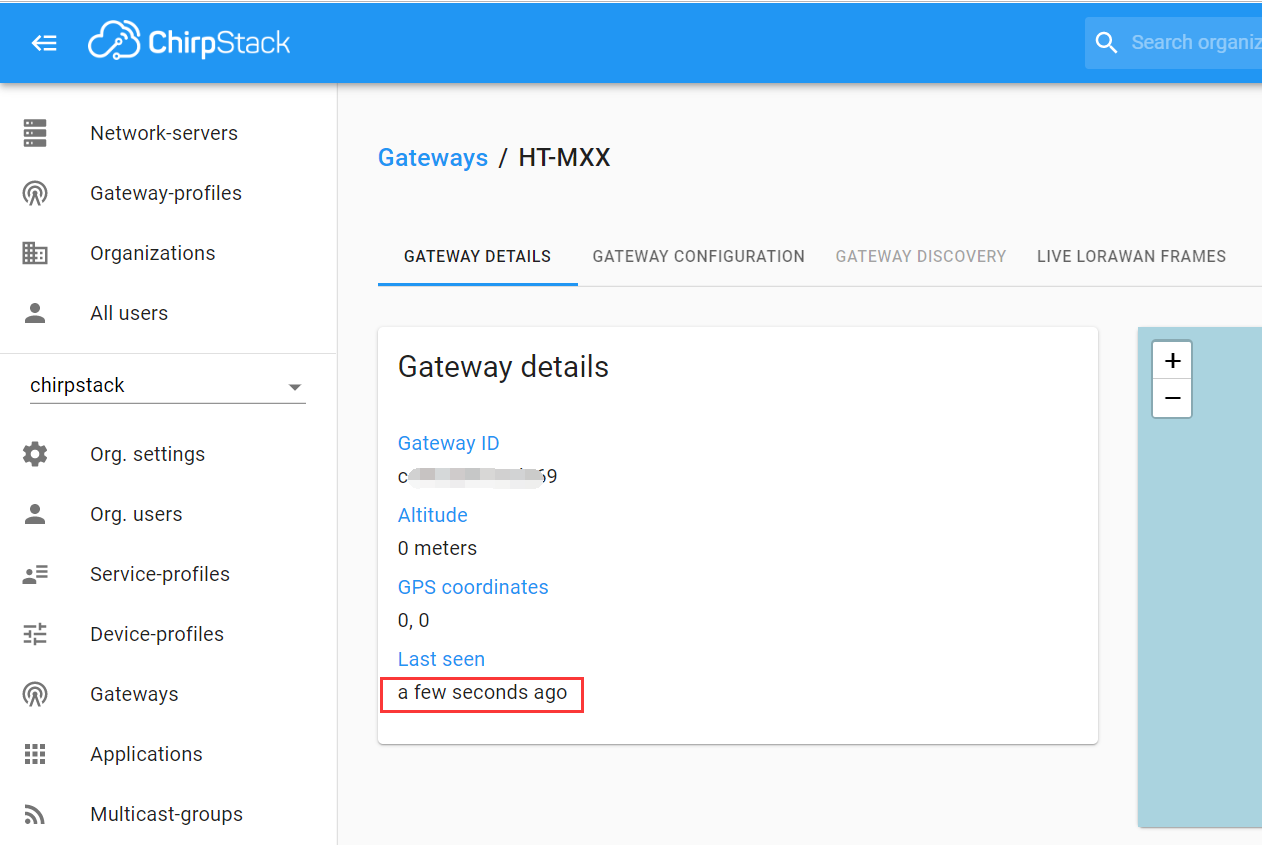 ChirpStack
Search organiz
Network-servers
Gateway-profiles
Organizations
All users
chirpstack
Org. settings
Org. users
Service-profiles
Device-profiles
Gateways
Applications
Multicast-groups
Gateways / HT-MXX
GATEWAY DETAILS
GATEWAY CONFIGURATION
GATEWAY DISCOVERY
LIVE LORAWAN FRAMES
Gateway details
Gateway ID
Altitude
0 meters
GPS coordinates
0, 0
Last seen
a few seconds ago
+
−